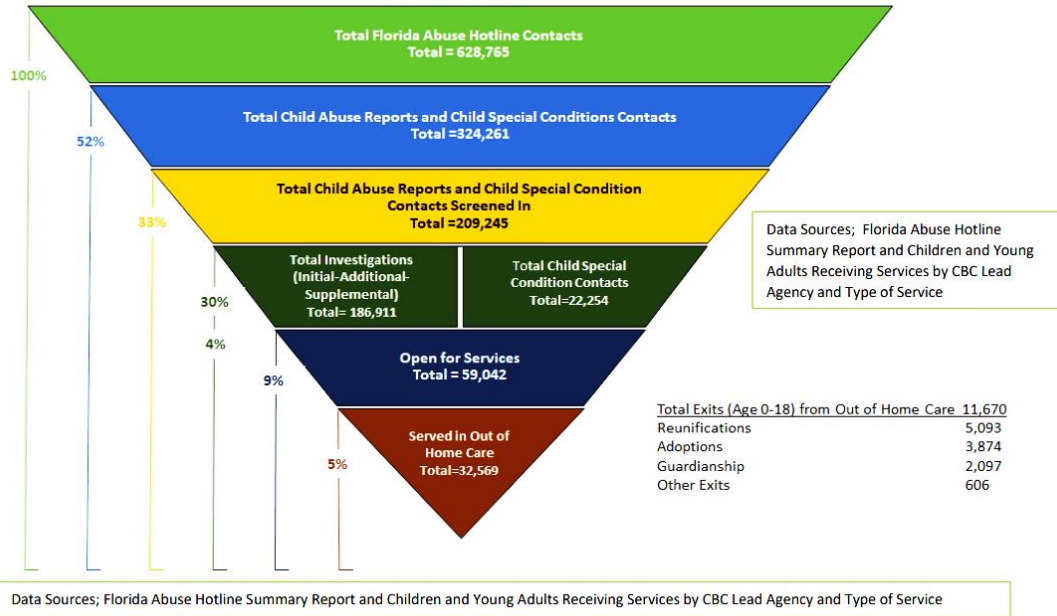 Total Florida Abuse Hotline Contacts
Total = 628,765
100%
Total Child Abuse Reports and Child Special Conditions Contacts
Total =324,261
52%
Total Child Abuse Reports and Child Special Condition
Contacts Screened In
Total =209,245
33%
Total Investigations
(Initial-Additional-
Supplemental)
Total= 186,911
Total Child Special
Condition Contacts
Total=22,254
30%
4%
Data Sources;  Florida Abuse Hotline
Summary Report and Children and Young
Adults Receiving Services by CBC Lead
Agency and Type of Service
Open for Services
Total = 59,042
9%
Served in Out of
Home Care
Total=32,569
5%
Total Exits (Age 0-18) from Out of Home Care 11,670
Reunifications 5,093
Adoptions 3,874
Guardianship 2,097
Other Exits 606
Data Sources; Florida Abuse Hotline Summary Report and Children and Young Adults Receiving Services by CBC Lead Agency and Type of Service